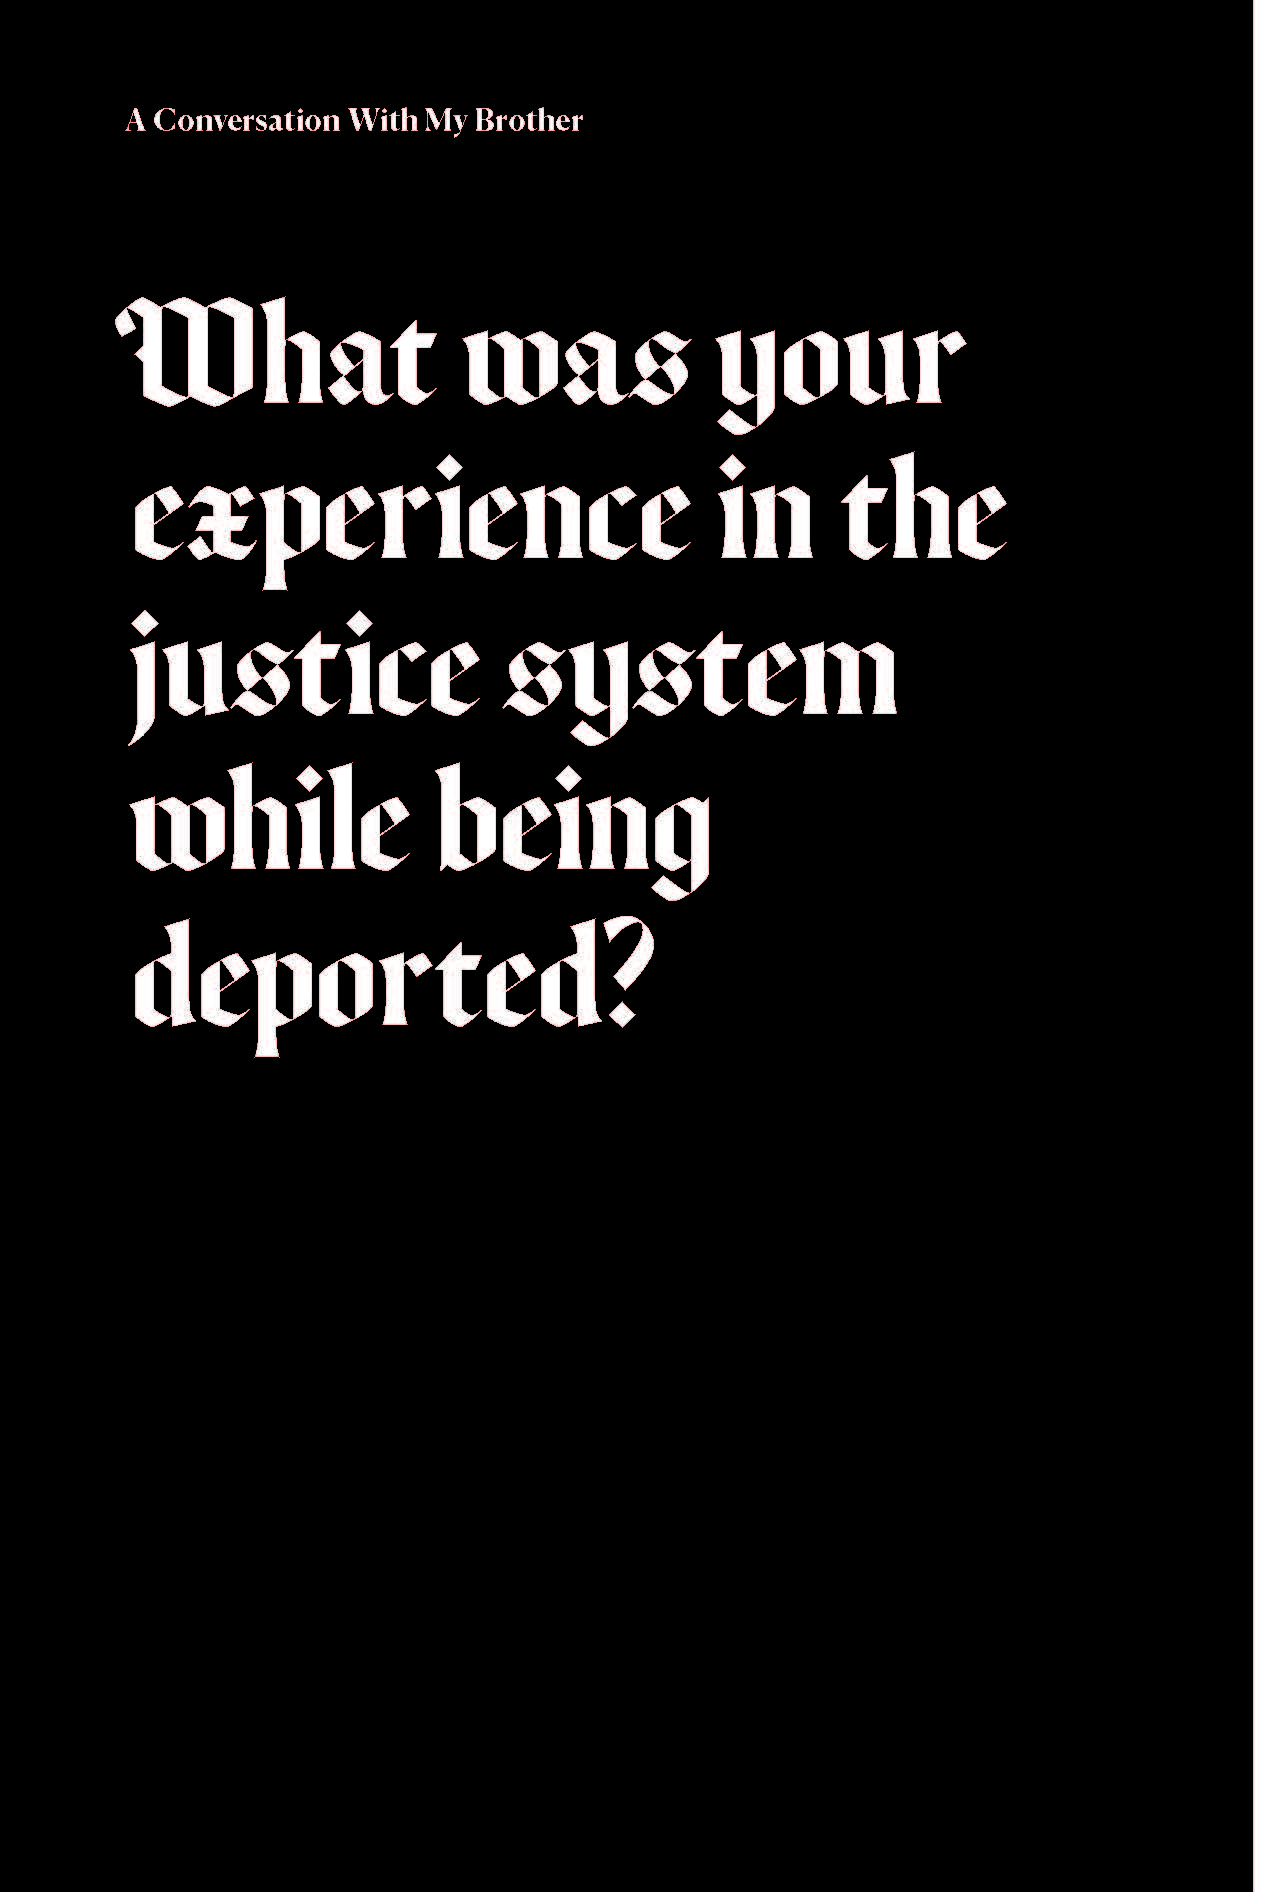 A Conversation With My Brother
What was your
experience in the
justice system
while being
deported?